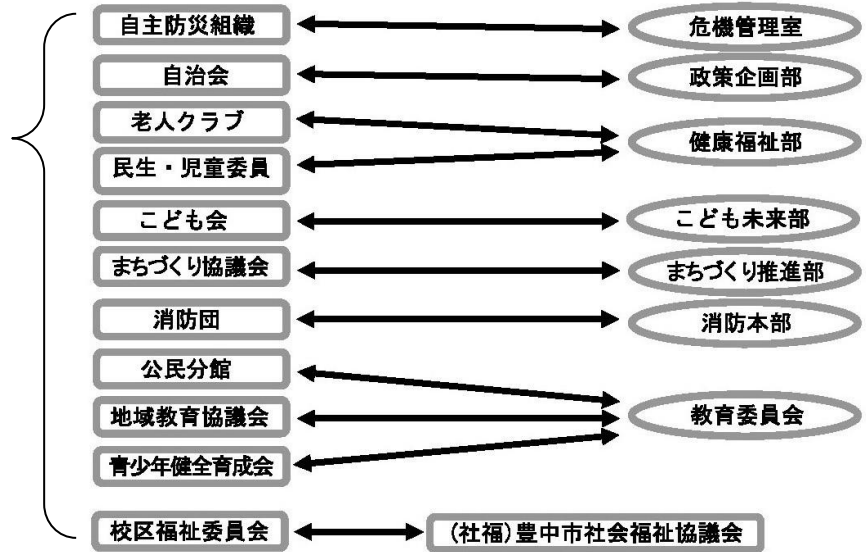 自主防災組織
危機管理室
自治会
政策企画部
老人クラブ
健康福祉部
民生・児童委員
こども会
こども未来部
まちづくり協議会
まちづくり推進部
消防団
消防本部
公民分館
地域教育協議会
教育委員会
青少年健全育成会
校区福祉委員会
(社福)豊中市社会福祉協議会